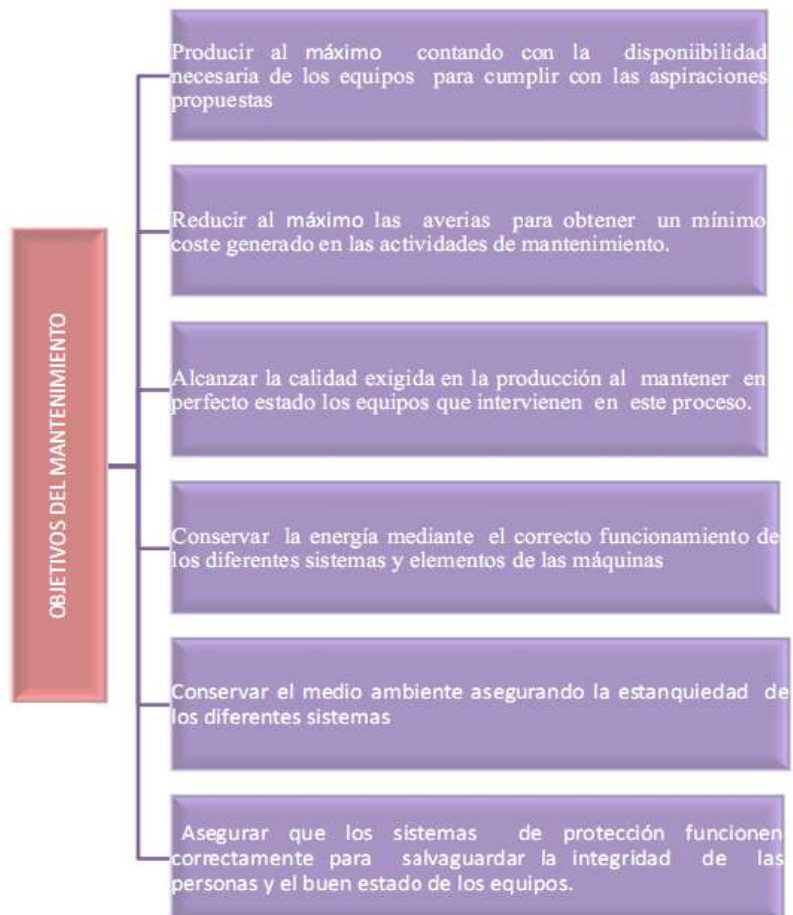 OBJETIVOS DEL MANTENIMIENTO
Producir al máximo contando con la disponiibilidad
necesaria de los equipos para cumplir con las aspiraciones
propuestas
Reducir al máximo las averias para obtener un mínimo
coste generado en las actividades de mantenimiento.
Alcanzar la calidad exigida en la producción al mantener en
perfecto estado los equipos que intervienen en este proceso.
Conservar la energía mediante el correcto funcionamiento de
los diferentes sistemas y elementos de las máquinas
Conservar el medio ambiente asegurando la estanquiedad de
los diferentes sistemas
Asegurar que los sistemas de protección funcionen
correctamente para salvaguardar la integridad de las
personas y el buen estado de los equipos.